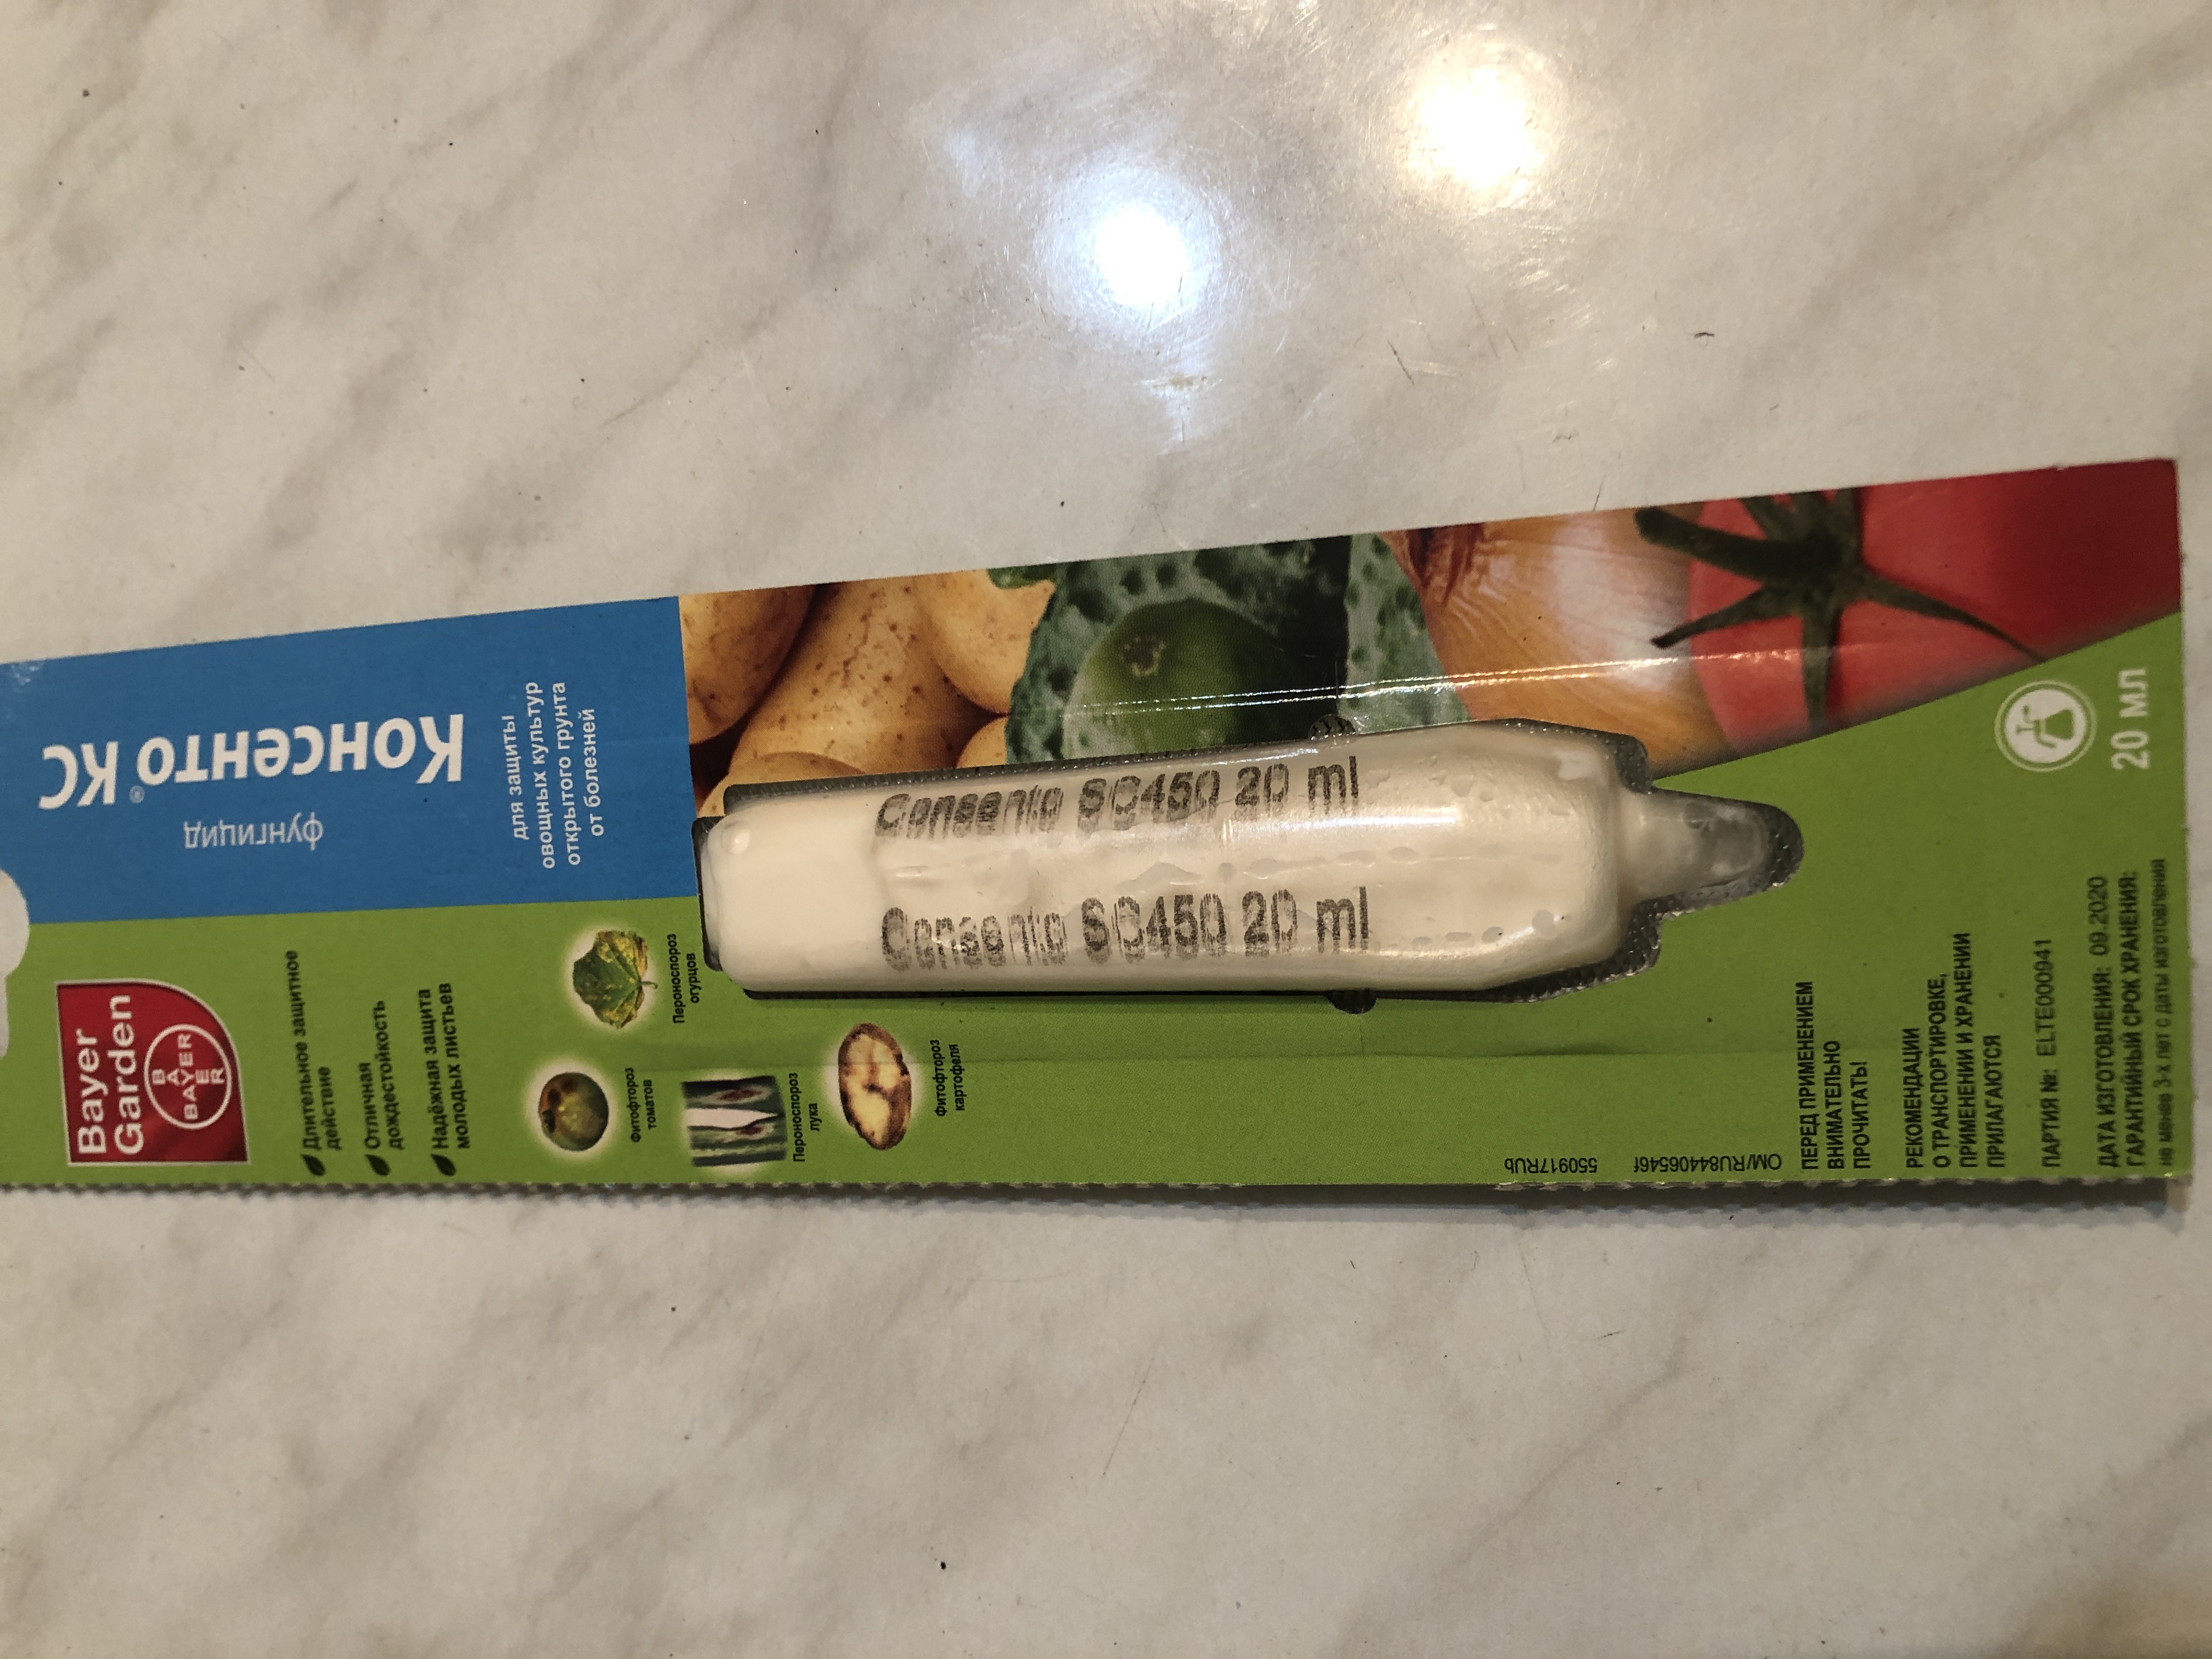 Bayer
Garden
B
A
BAYER
E
R
фунгицид
Консенто® КС
Длительное защитное
действие
Отличная
дождестойкость
Надёжная защита
молодых листьев
для защиты
овощных культур
открытого грунта
от болезней
Фитофтороз
томатов
Пероноспороз
огурцов
Пероноспороз
лука
Фитофтороз
картофеля
Consento SC450 20 ml
Consento SC450 20 ml
550917RUb
OM/RU84406546f
ПЕРЕД ПРИМЕНЕНИЕМ
ВНИМАТЕЛЬНО
ПРОЧИТАТЬ!
РЕКОМЕНДАЦИИ
О ТРАНСПОРТИРОВКЕ,
ПРИМЕНЕНИИ И ХРАНЕНИИ
ПРИЛАГАЮТСЯ
ПАРТИЯ №: ELTE000941
ДАТА ИЗГОТОВЛЕНИЯ: 09.2020
ГАРАНТИЙНЫЙ СРОК ХРАНЕНИЯ:
не менее 3-х лет с даты изготовления
20 мл